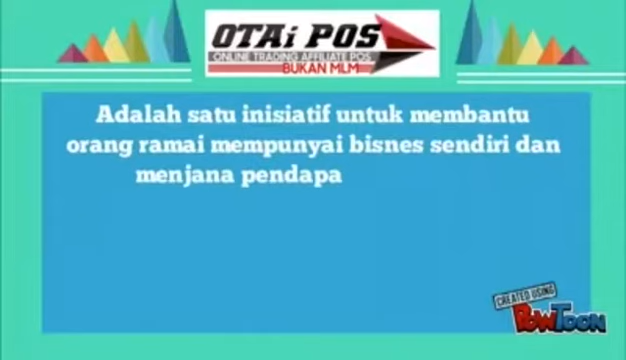 OTAi POS
ONLINE TRADING AFFILIATE POS
BUKAN MLM
Adalah satu inisiatif untuk membantu
orang ramai mempunyai bisnes sendiri dan
menjana pendapa
CREATED USING
POWTOON